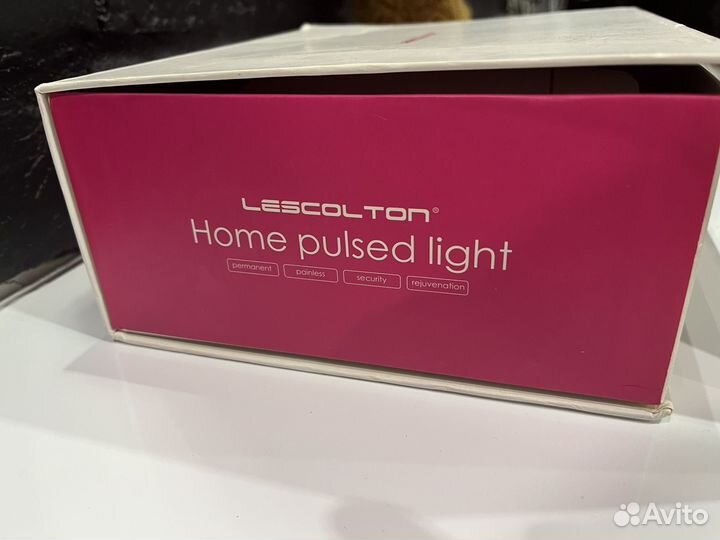 LESCOLTON®
Home pulsed light
permanent painless security rejuvenation
Avito